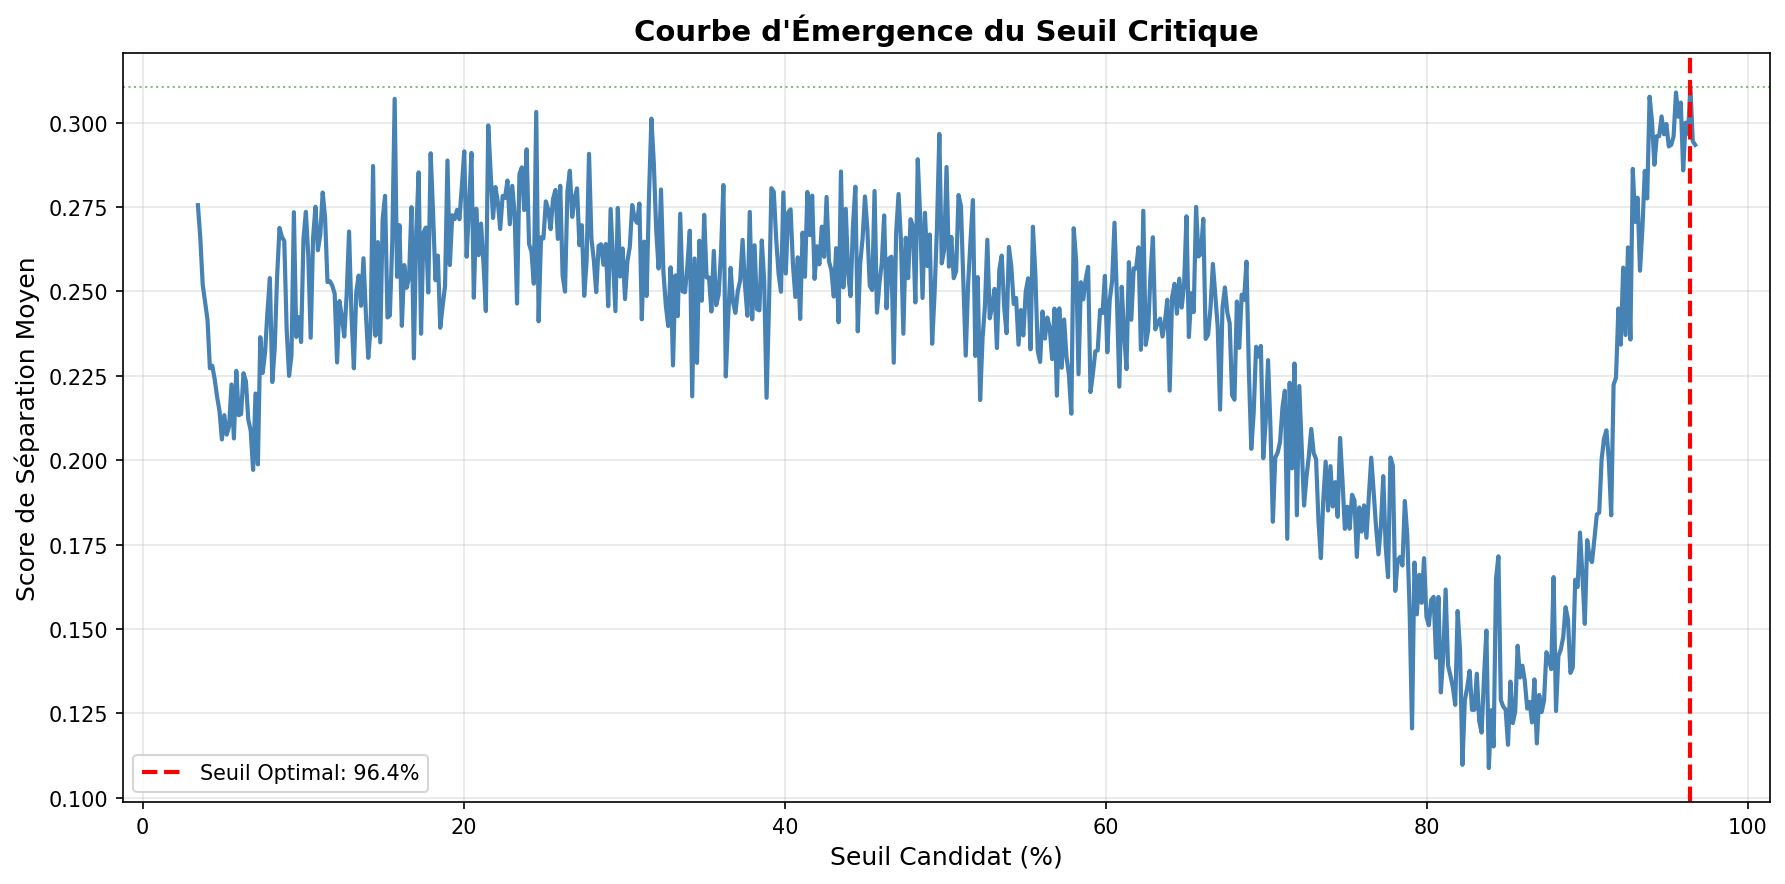 Courbe d'Émergence du Seuil Critique
Score de Séparation Moyen
0.300
0.275
0.250
0.225
0.200
0.175
0.150
0.125
0.100
Seuil Optimal: 96.4%
0 20 40 60 80 100
Seuil Candidat (%)